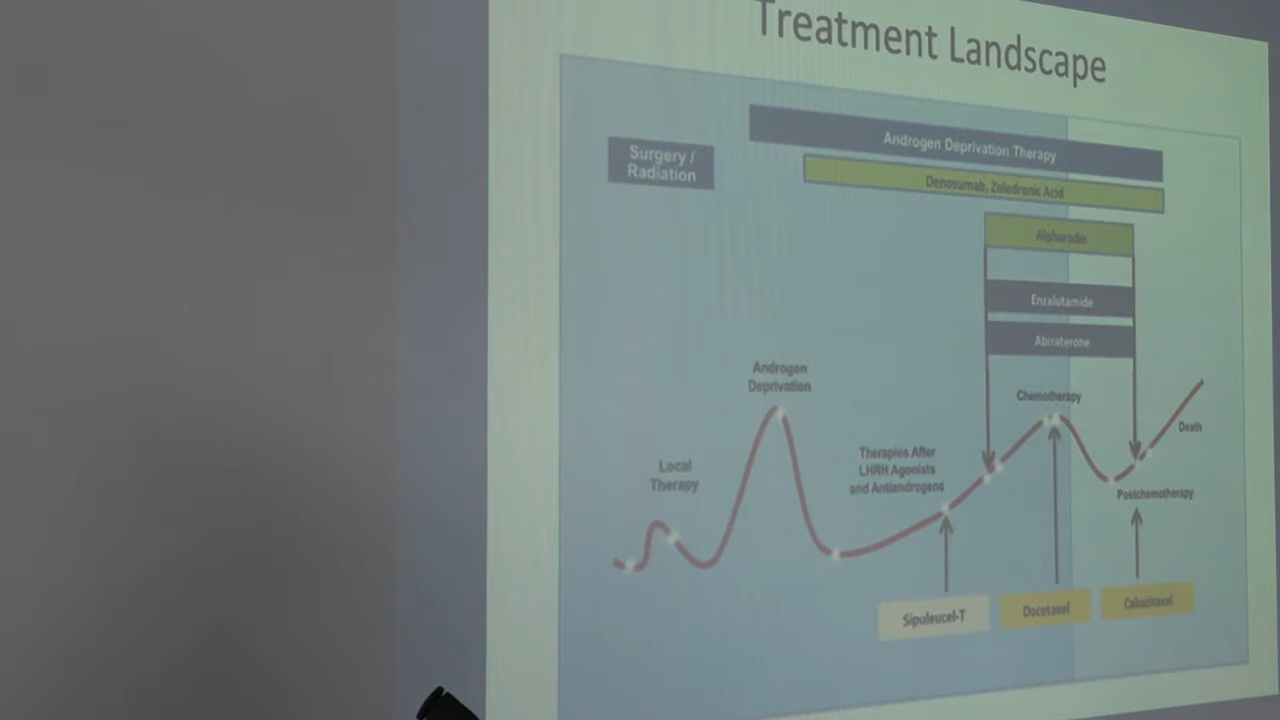 Treatment Landscape
Androgen Deprivation Therapy
Surgery /
Radiation
Denosumab, Zoledronic Acid
Alpharadin
Enzalutamide
Abiraterone
Androgen
Deprivation
Chemotherapy
Death
Therapies After
LHRH Agonists
and Antiandrogens
Local
Therapy
Postchemotherapy
Sipuleucel-T
Docetaxel
Cabazitaxel